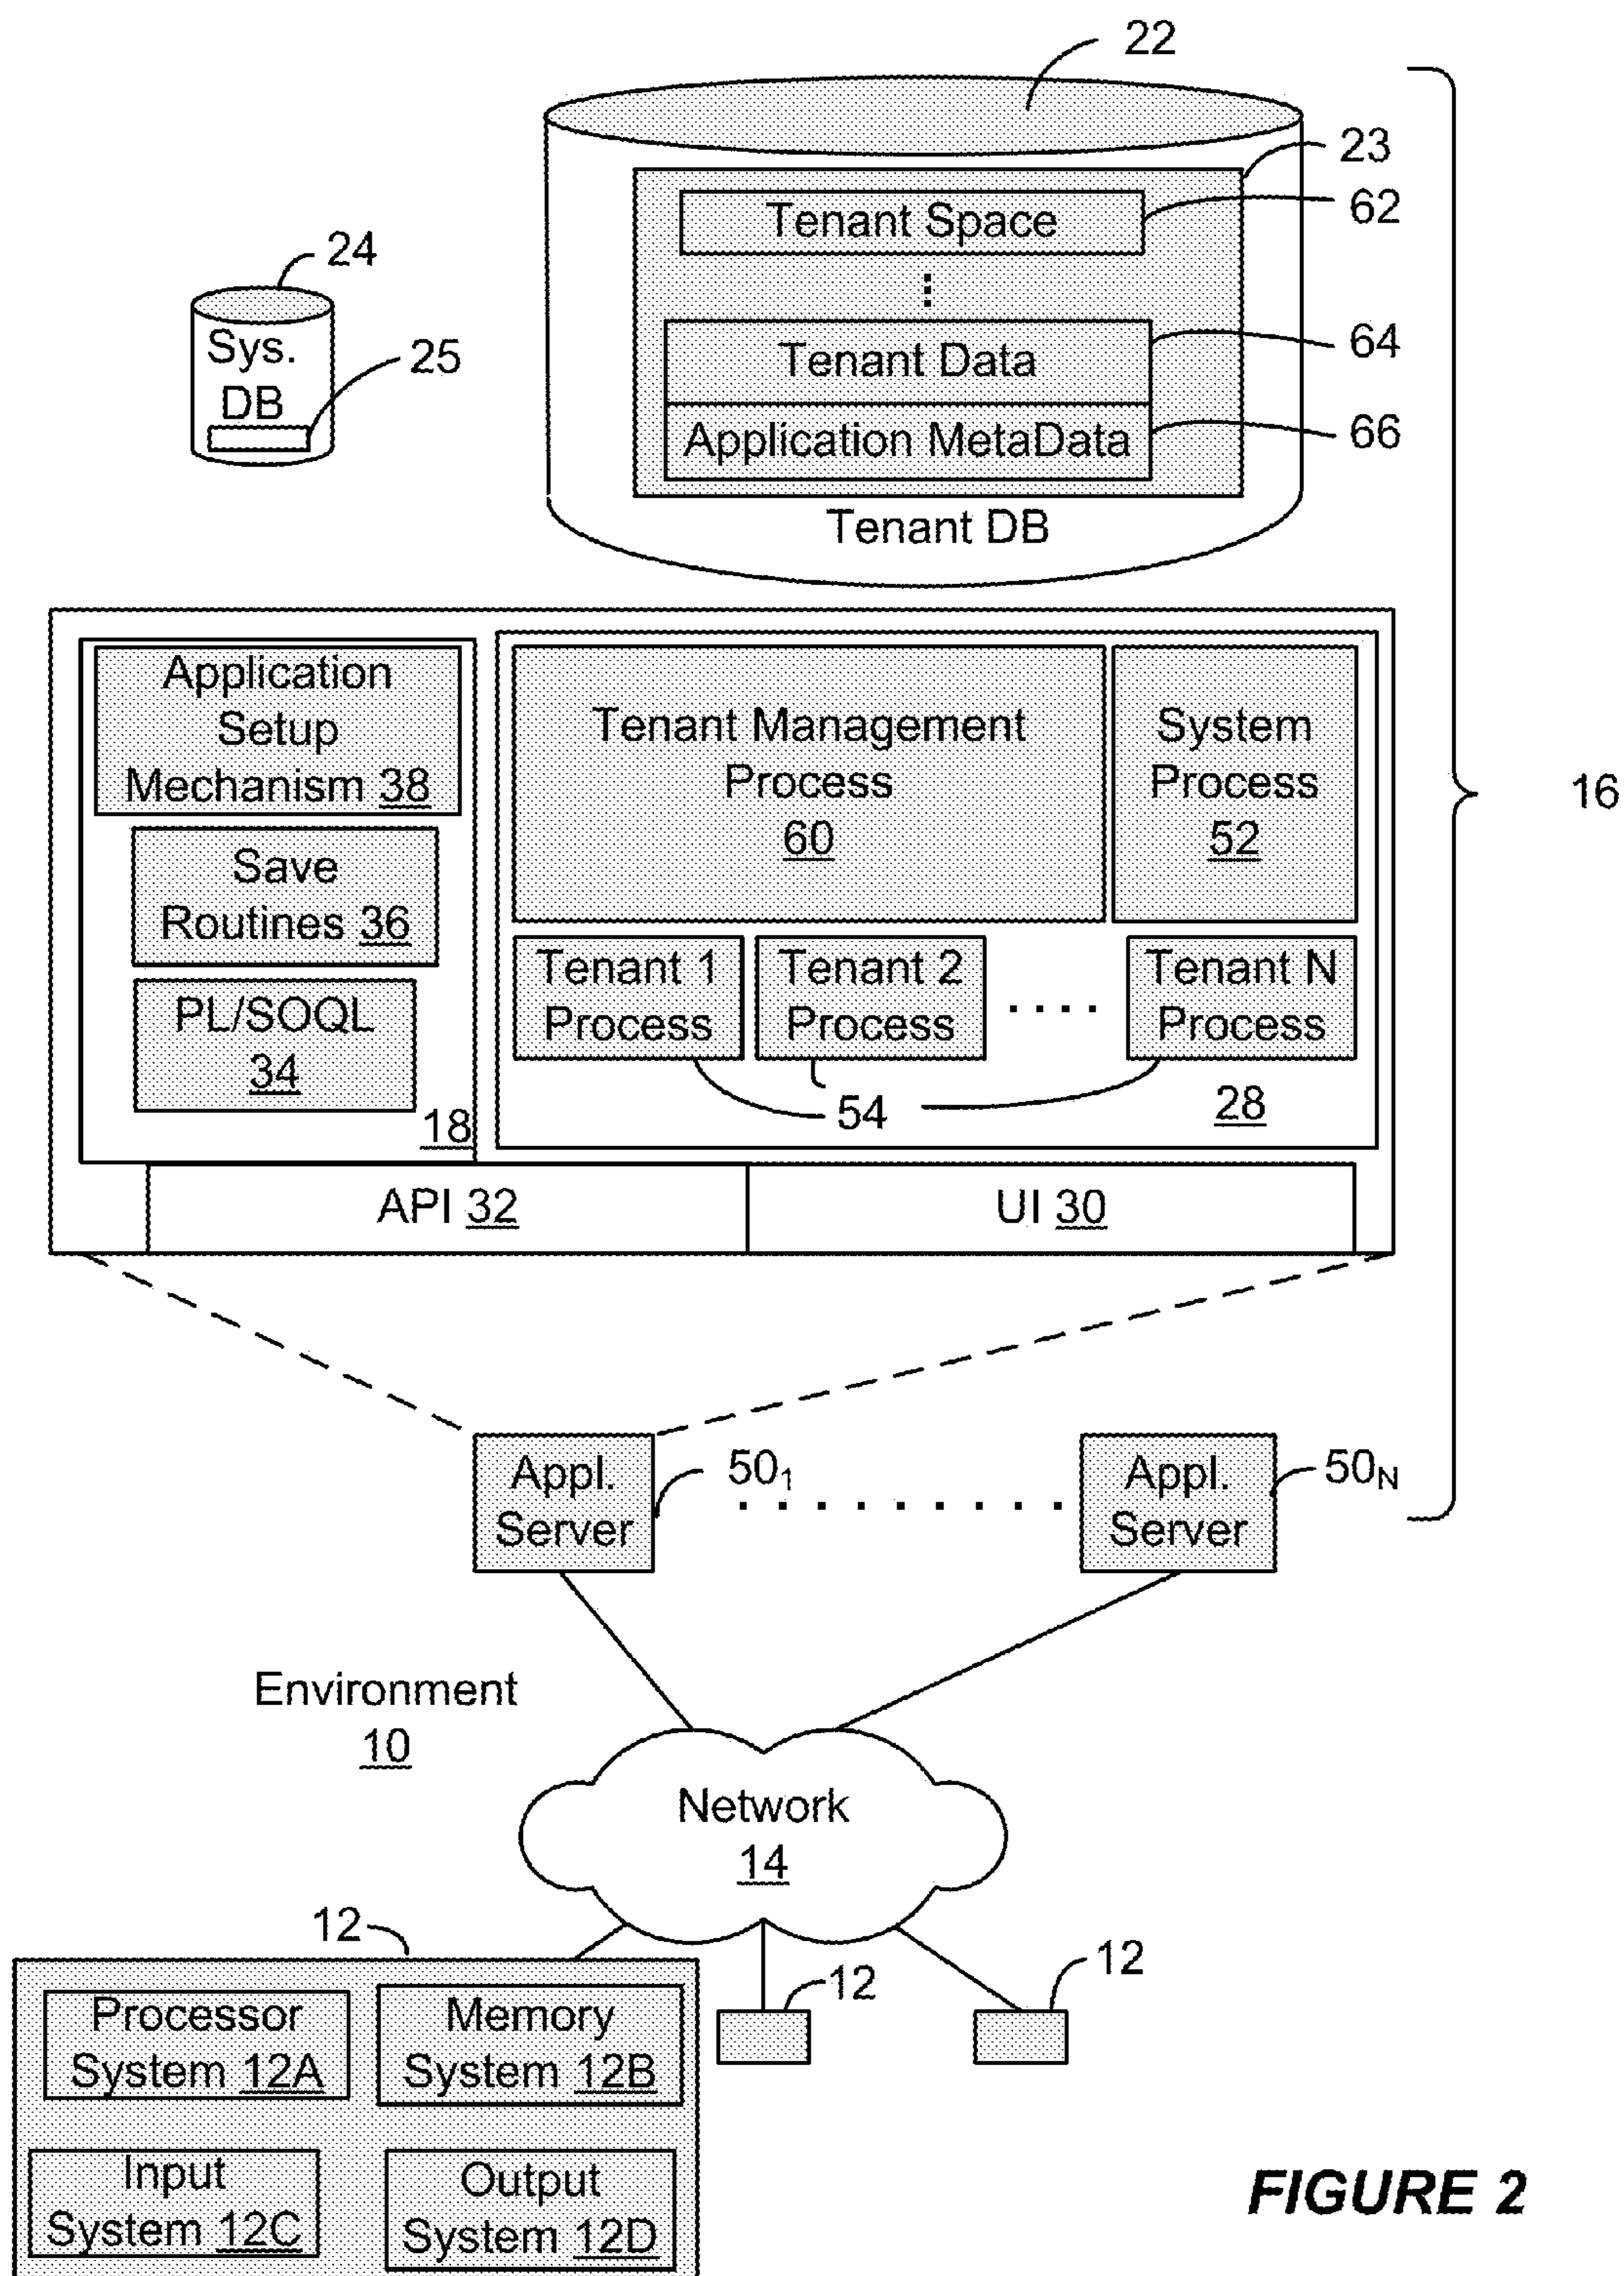 22
23
Tenant Space
62
24
Sys.
DB
25
Tenant Data
64
Application MetaData
66
Tenant DB
16
Application
Setup
Mechanism 38
Save
Routines 36
PL/SOQL
34
18
Tenant Management
Process
60
System
Process
52
Tenant 1
Process
Tenant 2
Process
Tenant N
Process
54
28
API 32
UI 30
Appl.
Server
50₁
Appl.
Server
50N
Environment
10
Network
14
12
12
12
Processor
System 12A
Memory
System 12B
Input
System 12C
Output
System 12D
FIGURE 2